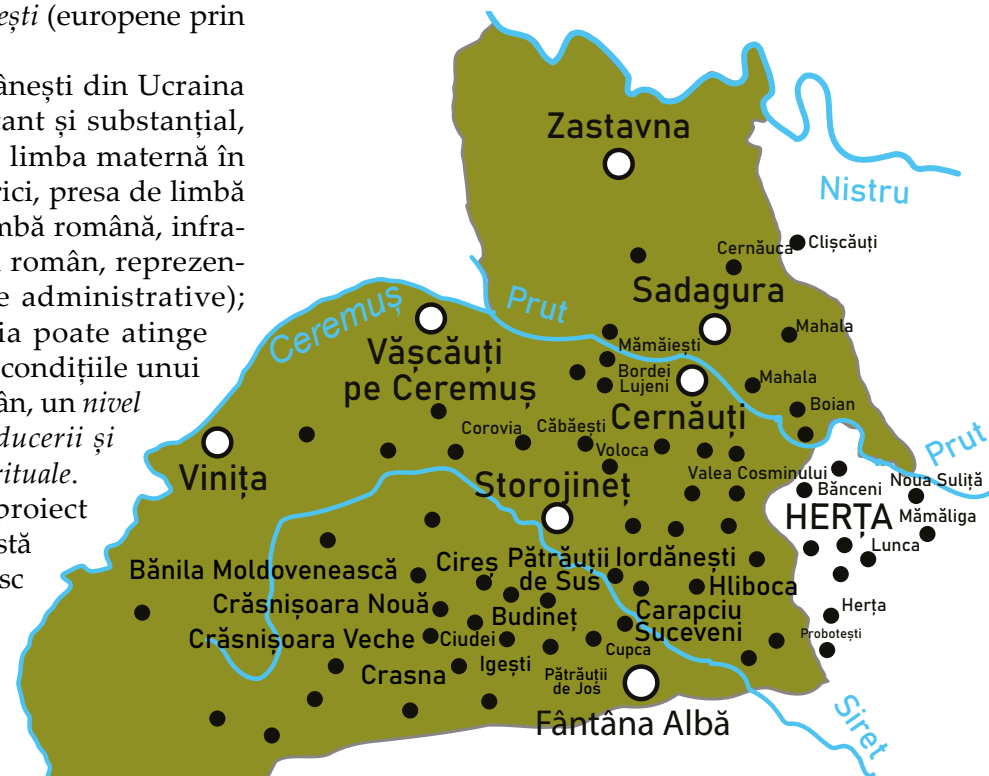 ești (europene prin
ânești din Ucraina
tant și substanțial,
limba maternă în
rici, presa de limbă
mbă română, infra-
român, reprezen-
e administrative);
ia poate atinge
condițiile unui
ân, un nivel
ducerii și
rituale.
proiect
stă
sc
Zastavna
Nistru
Cernăuca
Clișcăuți
Sadagura
Ceremuș
Prut
Mahala
Vășcăuți
pe Ceremuș
Mămăiești
Bordei
Lujeni
Mahala
Cernăuți
Boian
Corovia
Căbăești
Voloca
Prut
Vinița
Storojineț
Valea Cosminului
Bănceni
Noua Suliță
HERȚA
Mămăliga
Lunca
Bănila Moldovenească
Cireș
Pătrăuții
de Sus
Iordănești
Hliboca
Crăsnișoara Nouă
Budineț
Carapciu
Herța
Crăsnișoara Veche
Ciudei
Suceveni
Probotești
Cupca
Crasna
Igești
Pătrăuții
de Jos
Fântâna Albă
Siret